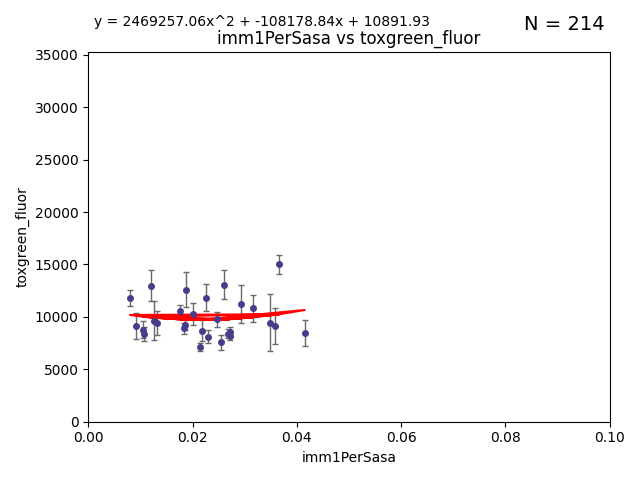 y = 2469257.06x^2 + -108178.84x + 10891.93
N = 214
imm1PerSasa vs toxgreen_fluor
35000
30000
25000
20000
15000
10000
5000
0
toxgreen_fluor
0.00 0.02 0.04 0.06 0.08 0.10
imm1PerSasa